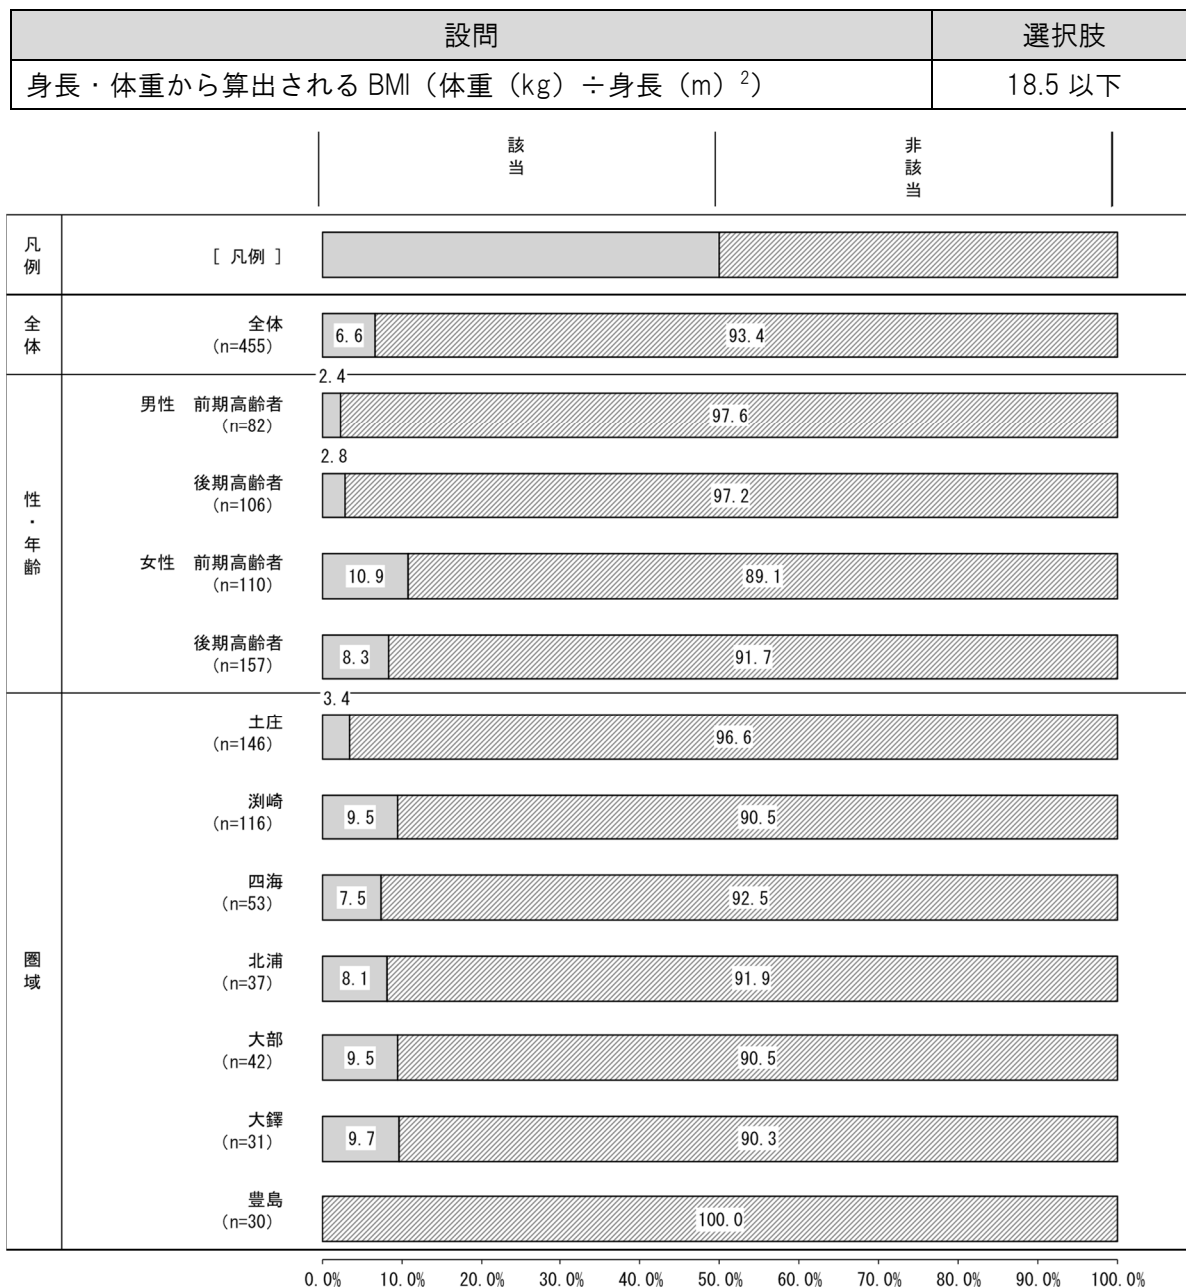 設問 選択肢
身長・体重から算出される BMI（体重（kg）÷身長（m）²） 18.5 以下
該当 非該当
凡例 [ 凡例 ]
全体 全体
(n=455) 6.6 93.4
性・年齢
2.4
男性 前期高齢者
(n=82) 97.6
2.8
後期高齢者
(n=106) 97.2
女性 前期高齢者
(n=110) 10.9 89.1
後期高齢者
(n=157) 8.3 91.7
圏域
3.4
土庄
(n=146) 96.6
渕崎
(n=116) 9.5 90.5
四海
(n=53) 7.5 92.5
北浦
(n=37) 8.1 91.9
大部
(n=42) 9.5 90.5
大鐸
(n=31) 9.7 90.3
豊島
(n=30) 100.0
0.0% 10.0% 20.0% 30.0% 40.0% 50.0% 60.0% 70.0% 80.0% 90.0% 100.0%